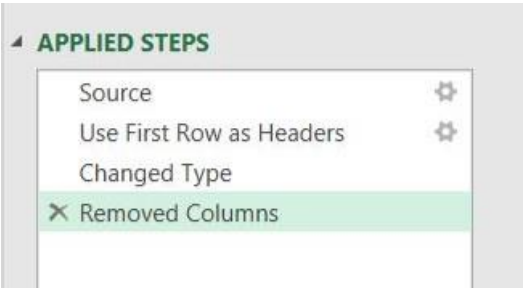 APPLIED STEPS
Source
Use First Row as Headers
Changed Type
Removed Columns